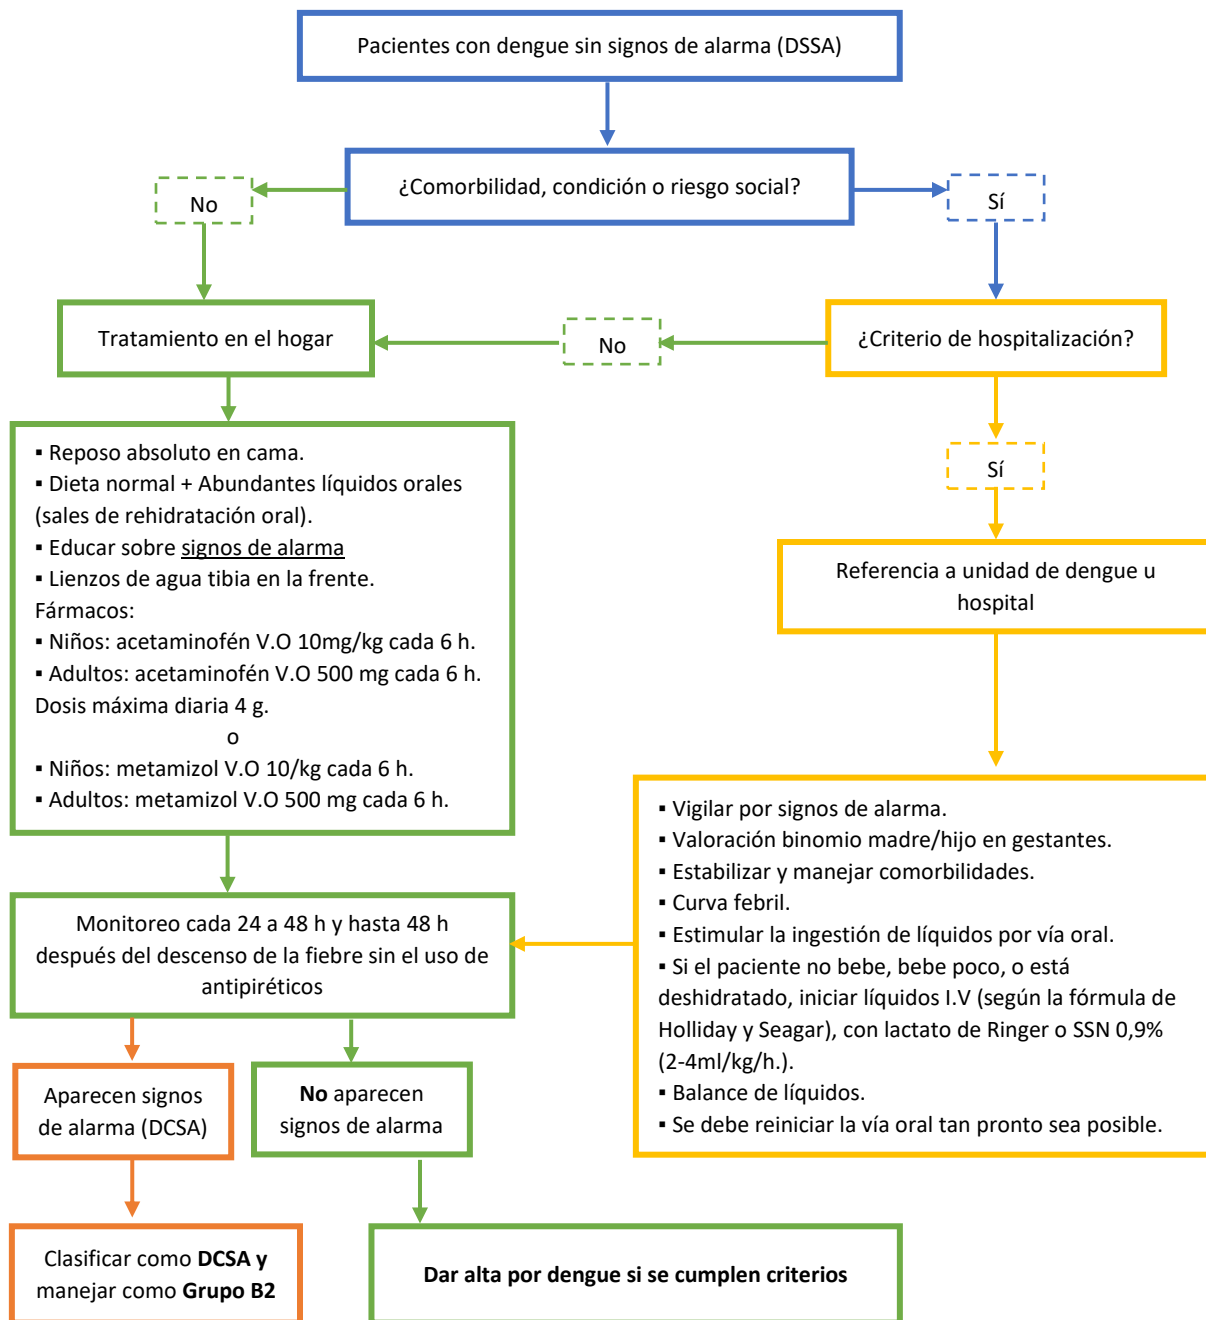 Pacientes con dengue sin signos de alarma (DSSA)
¿Comorbilidad, condición o riesgo social?
No
Sí
Tratamiento en el hogar
No
¿Criterio de hospitalización?
▪ Reposo absoluto en cama.
▪ Dieta normal + Abundantes líquidos orales
(sales de rehidratación oral).
▪ Educar sobre signos de alarma
▪ Lienzos de agua tibia en la frente.
Fármacos:
▪ Niños: acetaminofén V.O 10mg/kg cada 6 h.
▪ Adultos: acetaminofén V.O 500 mg cada 6 h.
Dosis máxima diaria 4 g.
o
▪ Niños: metamizol V.O 10/kg cada 6 h.
▪ Adultos: metamizol V.O 500 mg cada 6 h.
Sí
Referencia a unidad de dengue u
hospital
▪ Vigilar por signos de alarma.
▪ Valoración binomio madre/hijo en gestantes.
▪ Estabilizar y manejar comorbilidades.
▪ Curva febril.
▪ Estimular la ingestión de líquidos por vía oral.
▪ Si el paciente no bebe, bebe poco, o está
deshidratado, iniciar líquidos I.V (según la fórmula de
Holliday y Seagar), con lactato de Ringer o SSN 0,9%
(2-4ml/kg/h.).
▪ Balance de líquidos.
▪ Se debe reiniciar la vía oral tan pronto sea posible.
Monitoreo cada 24 a 48 h y hasta 48 h
después del descenso de la fiebre sin el uso de
antipiréticos
Aparecen signos
de alarma (DCSA)
No aparecen
signos de alarma
Clasificar como DCSA y
manejar como Grupo B2
Dar alta por dengue si se cumplen criterios